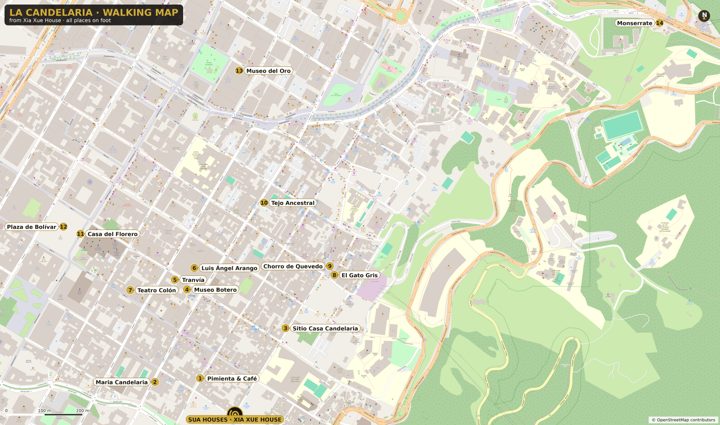 LA CANDELARIA · WALKING MAP
from Xia Xue House · all places on foot
N
Monserrate 14
13 Museo del Oro
10 Tejo Ancestral
Plaza de Bolívar 12
11 Casa del Florero
6 Luis Ángel Arango
Chorro de Quevedo 9
8 El Gato Gris
5 Tranvía
7 Teatro Colón
4 Museo Botero
3 Sitio Casa Candelaria
1 Pimienta & Café
María Candelaria 2
0 100 m 200 m
SUA HOUSES · XIA XUE HOUSE
© OpenStreetMap contributors